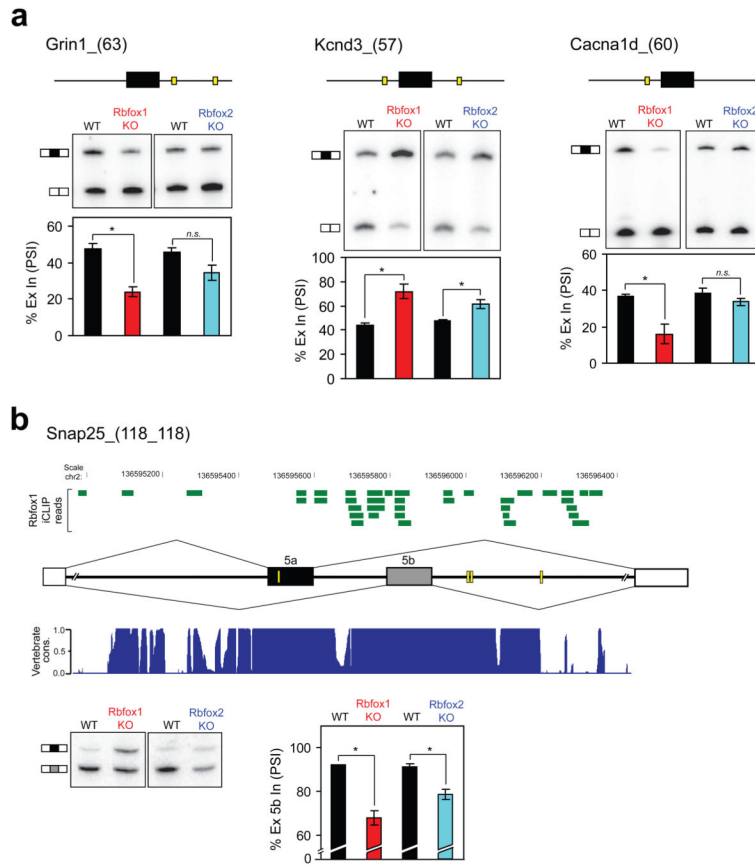 a
Grin1_(63)
Kcnd3_(57)
Cacna1d_(60)
WT Rbfox1 KO WT Rbfox2 KO
WT Rbfox1 KO WT Rbfox2 KO
WT Rbfox1 KO WT Rbfox2 KO
% Ex In (PSI)
60
40
20
0
* n.s.
% Ex In (PSI)
100
80
60
40
20
0
* *
% Ex In (PSI)
60
40
20
0
* n.s.
b
Snap25_(118_118)
Scale
chr2: 136595200 136595400 136595600 136595800 136596000 136596200 136596400
Rbfox1
iCLIP
reads
5a 5b
Vertebrate
cons.
1.0
0.5
0.0
WT Rbfox1 KO WT Rbfox2 KO
WT Rbfox1 KO WT Rbfox2 KO
% Ex 5b In (PSI)
100
80
60
0
* *